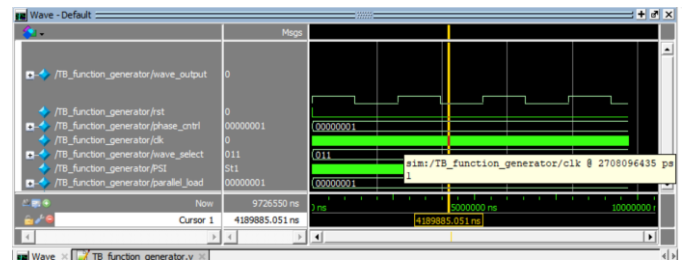 Wave - Default
Msgs
/TB_function_generator/wave_output 0
/TB_function_generator/rst 0
/TB_function_generator/phase_cntrl 00000001 00000001
/TB_function_generator/clk 0
/TB_function_generator/wave_select 011 011
/TB_function_generator/PSI St1
/TB_function_generator/parallel_load 00000001 00000001
sim:/TB_function_generator/clk @ 2708096435 ps
1
Now 9726550 ns ns 5000000 ns 10000000
Cursor 1 4189885.051 ns 4189885.051 ns
Wave TB_function_generator.v